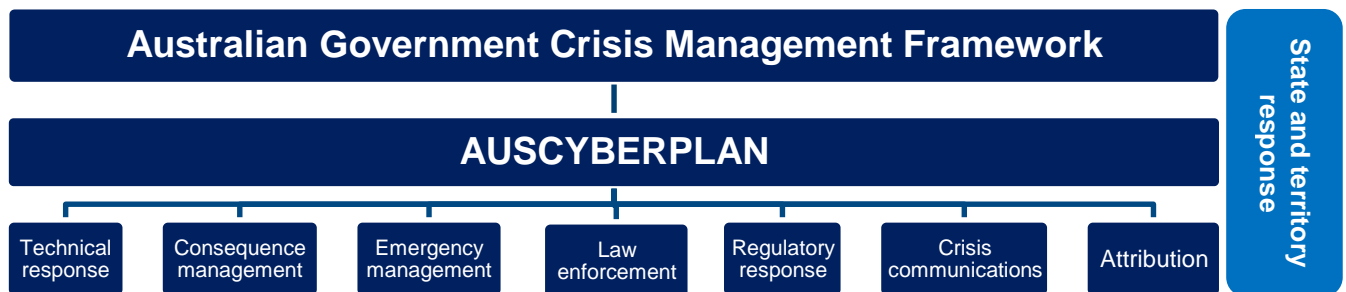 Australian Government Crisis Management Framework
AUSCYBERPLAN
Technical
response
Consequence
management
Emergency
management
Law
enforcement
Regulatory
response
Crisis
communications
Attribution
State and territory
response